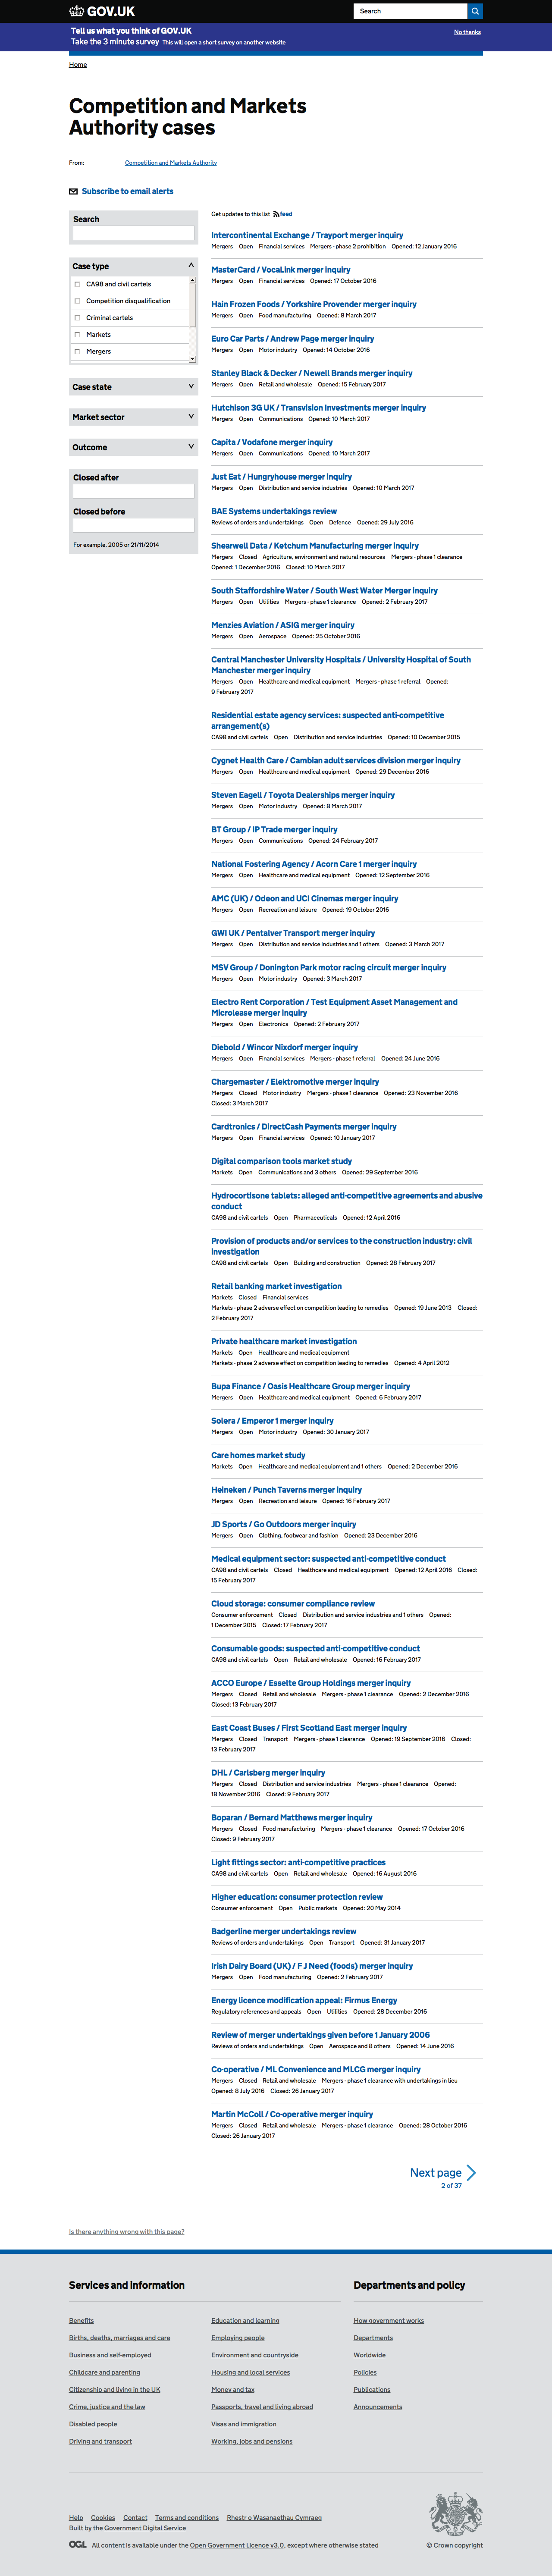 GOV.UK
Search
Tell us what you think of GOV.UK
Take the 3 minute survey This will open a short survey on another website
No thanks
Home
Competition and Markets
Authority cases
From: Competition and Markets Authority
Subscribe to email alerts
Search
Case type
CA98 and civil cartels
Competition disqualification
Criminal cartels
Markets
Mergers
Case state
Market sector
Outcome
Closed after
Closed before
For example, 2005 or 21/11/2014
Get updates to this list feed
Intercontinental Exchange / Trayport merger inquiry
Mergers Open Financial services Mergers - phase 2 prohibition Opened: 12 January 2016
MasterCard / VocaLink merger inquiry
Mergers Open Financial services Opened: 17 October 2016
Hain Frozen Foods / Yorkshire Provender merger inquiry
Mergers Open Food manufacturing Opened: 8 March 2017
Euro Car Parts / Andrew Page merger inquiry
Mergers Open Motor industry Opened: 14 October 2016
Stanley Black & Decker / Newell Brands merger inquiry
Mergers Open Retail and wholesale Opened: 15 February 2017
Hutchison 3G UK / Transvision Investments merger inquiry
Mergers Open Communications Opened: 10 March 2017
Capita / Vodafone merger inquiry
Mergers Open Communications Opened: 10 March 2017
Just Eat / Hungryhouse merger inquiry
Mergers Open Distribution and service industries Opened: 10 March 2017
BAE Systems undertakings review
Reviews of orders and undertakings Open Defence Opened: 29 July 2016
Shearwell Data / Ketchum Manufacturing merger inquiry
Mergers Closed Agriculture, environment and natural resources Mergers - phase 1 clearance
Opened: 1 December 2016 Closed: 10 March 2017
South Staffordshire Water / South West Water Merger inquiry
Mergers Open Utilities Mergers - phase 1 clearance Opened: 2 February 2017
Menzies Aviation / ASIG merger inquiry
Mergers Open Aerospace Opened: 25 October 2016
Central Manchester University Hospitals / University Hospital of South
Manchester merger inquiry
Mergers Open Healthcare and medical equipment Mergers - phase 1 referral Opened:
9 February 2017
Residential estate agency services: suspected anti-competitive
arrangement(s)
CA98 and civil cartels Open Distribution and service industries Opened: 10 December 2015
Cygnet Health Care / Cambian adult services division merger inquiry
Mergers Open Healthcare and medical equipment Opened: 29 December 2016
Steven Eagell / Toyota Dealerships merger inquiry
Mergers Open Motor industry Opened: 8 March 2017
BT Group / IP Trade merger inquiry
Mergers Open Communications Opened: 24 February 2017
National Fostering Agency / Acorn Care 1 merger inquiry
Mergers Open Healthcare and medical equipment Opened: 12 September 2016
AMC (UK) / Odeon and UCI Cinemas merger inquiry
Mergers Open Recreation and leisure Opened: 19 October 2016
GWI UK / Pentalver Transport merger inquiry
Mergers Open Distribution and service industries and 1 others Opened: 3 March 2017
MSV Group / Donington Park motor racing circuit merger inquiry
Mergers Open Motor industry Opened: 3 March 2017
Electro Rent Corporation / Test Equipment Asset Management and
Microlease merger inquiry
Mergers Open Electronics Opened: 2 February 2017
Diebold / Wincor Nixdorf merger inquiry
Mergers Open Financial services Mergers - phase 1 referral Opened: 24 June 2016
Chargemaster / Elektromotive merger inquiry
Mergers Closed Motor industry Mergers - phase 1 clearance Opened: 23 November 2016
Closed: 3 March 2017
Cardtronics / DirectCash Payments merger inquiry
Mergers Open Financial services Opened: 10 January 2017
Digital comparison tools market study
Markets Open Communications and 3 others Opened: 29 September 2016
Hydrocortisone tablets: alleged anti-competitive agreements and abusive
conduct
CA98 and civil cartels Open Pharmaceuticals Opened: 12 April 2016
Provision of products and/or services to the construction industry: civil
investigation
CA98 and civil cartels Open Building and construction Opened: 28 February 2017
Retail banking market investigation
Markets Closed Financial services
Markets - phase 2 adverse effect on competition leading to remedies Opened: 19 June 2013 Closed:
2 February 2017
Private healthcare market investigation
Markets Open Healthcare and medical equipment
Markets - phase 2 adverse effect on competition leading to remedies Opened: 4 April 2012
Bupa Finance / Oasis Healthcare Group merger inquiry
Mergers Open Healthcare and medical equipment Opened: 6 February 2017
Solera / Emperor 1 merger inquiry
Mergers Open Motor industry Opened: 30 January 2017
Care homes market study
Markets Open Healthcare and medical equipment and 1 others Opened: 2 December 2016
Heineken / Punch Taverns merger inquiry
Mergers Open Recreation and leisure Opened: 16 February 2017
JD Sports / Go Outdoors merger inquiry
Mergers Open Clothing, footwear and fashion Opened: 23 December 2016
Medical equipment sector: suspected anti-competitive conduct
CA98 and civil cartels Closed Healthcare and medical equipment Opened: 12 April 2016 Closed:
15 February 2017
Cloud storage: consumer compliance review
Consumer enforcement Closed Distribution and service industries and 1 others Opened:
1 December 2015 Closed: 17 February 2017
Consumable goods: suspected anti-competitive conduct
CA98 and civil cartels Open Retail and wholesale Opened: 16 February 2017
ACCO Europe / Esselte Group Holdings merger inquiry
Mergers Closed Retail and wholesale Mergers - phase 1 clearance Opened: 2 December 2016
Closed: 13 February 2017
East Coast Buses / First Scotland East merger inquiry
Mergers Closed Transport Mergers - phase 1 clearance Opened: 19 September 2016 Closed:
13 February 2017
DHL / Carlsberg merger inquiry
Mergers Closed Distribution and service industries Mergers - phase 1 clearance Opened:
18 November 2016 Closed: 9 February 2017
Boparan / Bernard Matthews merger inquiry
Mergers Closed Food manufacturing Mergers - phase 1 clearance Opened: 17 October 2016
Closed: 9 February 2017
Light fittings sector: anti-competitive practices
CA98 and civil cartels Open Retail and wholesale Opened: 16 August 2016
Higher education: consumer protection review
Consumer enforcement Open Public markets Opened: 20 May 2014
Badgerline merger undertakings review
Reviews of orders and undertakings Open Transport Opened: 31 January 2017
Irish Dairy Board (UK) / F J Need (foods) merger inquiry
Mergers Open Food manufacturing Opened: 2 February 2017
Energy licence modification appeal: Firmus Energy
Regulatory references and appeals Open Utilities Opened: 28 December 2016
Review of merger undertakings given before 1 January 2006
Reviews of orders and undertakings Open Aerospace and 8 others Opened: 14 June 2016
Co-operative / ML Convenience and MLCG merger inquiry
Mergers Closed Retail and wholesale Mergers - phase 1 clearance with undertakings in lieu
Opened: 8 July 2016 Closed: 26 January 2017
Martin McColl / Co-operative merger inquiry
Mergers Closed Retail and wholesale Mergers - phase 1 clearance Opened: 28 October 2016
Closed: 26 January 2017
Next page
2 of 37
Is there anything wrong with this page?
Services and information
Benefits
Births, deaths, marriages and care
Business and self-employed
Childcare and parenting
Citizenship and living in the UK
Crime, justice and the law
Disabled people
Driving and transport
Education and learning
Employing people
Environment and countryside
Housing and local services
Money and tax
Passports, travel and living abroad
Visas and immigration
Working, jobs and pensions
Departments and policy
How government works
Departments
Worldwide
Policies
Publications
Announcements
Help Cookies Contact Terms and conditions Rhestr o Wasanaethau Cymraeg
Built by the Government Digital Service
OGL All content is available under the Open Government Licence v3.0, except where otherwise stated
© Crown copyright